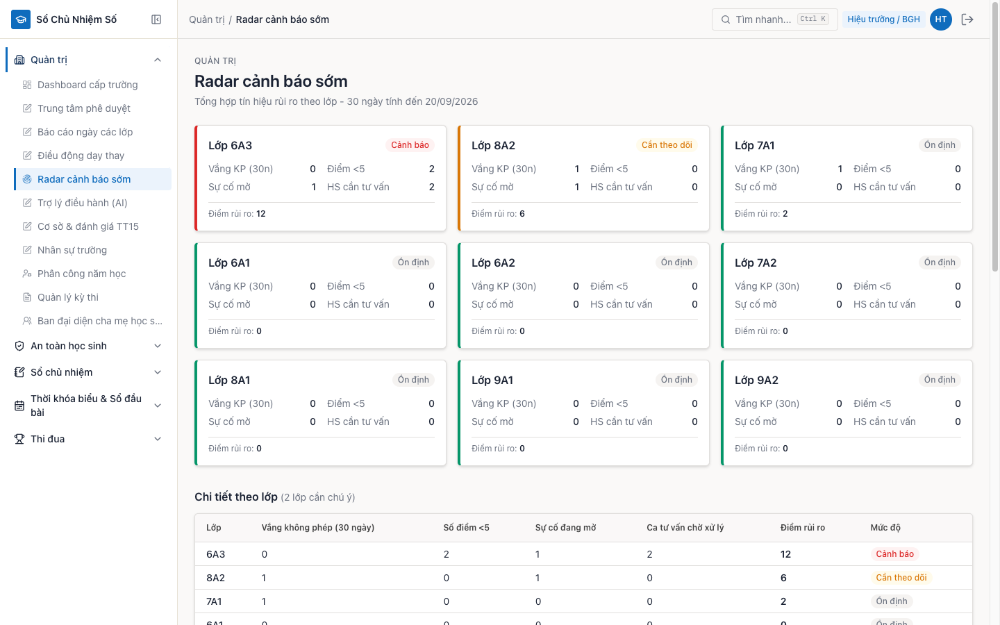 Sổ Chủ Nhiệm Số
Quản trị / Radar cảnh báo sớm
Tìm nhanh... Ctrl K
Hiệu trưởng / BGH
HT
Quản trị
Dashboard cấp trường
Trung tâm phê duyệt
Báo cáo ngày các lớp
Điều động dạy thay
Radar cảnh báo sớm
Trợ lý điều hành (AI)
Cơ sở & đánh giá TT15
Nhân sự trường
Phân công năm học
Quản lý kỳ thi
Ban đại diện cha mẹ học s...
An toàn học sinh
Sổ chủ nhiệm
Thời khóa biểu & Sổ đầu
bài
Thi đua
QUẢN TRỊ
Radar cảnh báo sớm
Tổng hợp tín hiệu rủi ro theo lớp - 30 ngày tính đến 20/09/2026
Lớp 6A3 Cảnh báo
Vắng KP (30n) 0 Điểm <5 2
Sự cố mở 1 HS cần tư vấn 2
Điểm rủi ro: 12
Lớp 8A2 Cần theo dõi
Vắng KP (30n) 1 Điểm <5 0
Sự cố mở 1 HS cần tư vấn 0
Điểm rủi ro: 6
Lớp 7A1 Ổn định
Vắng KP (30n) 1 Điểm <5 0
Sự cố mở 0 HS cần tư vấn 0
Điểm rủi ro: 2
Lớp 6A1 Ổn định
Vắng KP (30n) 0 Điểm <5 0
Sự cố mở 0 HS cần tư vấn 0
Điểm rủi ro: 0
Lớp 6A2 Ổn định
Vắng KP (30n) 0 Điểm <5 0
Sự cố mở 0 HS cần tư vấn 0
Điểm rủi ro: 0
Lớp 7A2 Ổn định
Vắng KP (30n) 0 Điểm <5 0
Sự cố mở 0 HS cần tư vấn 0
Điểm rủi ro: 0
Lớp 8A1 Ổn định
Vắng KP (30n) 0 Điểm <5 0
Sự cố mở 0 HS cần tư vấn 0
Điểm rủi ro: 0
Lớp 9A1 Ổn định
Vắng KP (30n) 0 Điểm <5 0
Sự cố mở 0 HS cần tư vấn 0
Điểm rủi ro: 0
Lớp 9A2 Ổn định
Vắng KP (30n) 0 Điểm <5 0
Sự cố mở 0 HS cần tư vấn 0
Điểm rủi ro: 0
Chi tiết theo lớp (2 lớp cần chú ý)
Lớp Vắng không phép (30 ngày) Số điểm <5 Sự cố đang mở Ca tư vấn chờ xử lý Điểm rủi ro Mức độ
6A3 0 2 1 2 12 Cảnh báo
8A2 1 0 1 0 6 Cần theo dõi
7A1 1 0 0 0 2 Ổn định
6A1 0 0 0 0 0 Ổn định